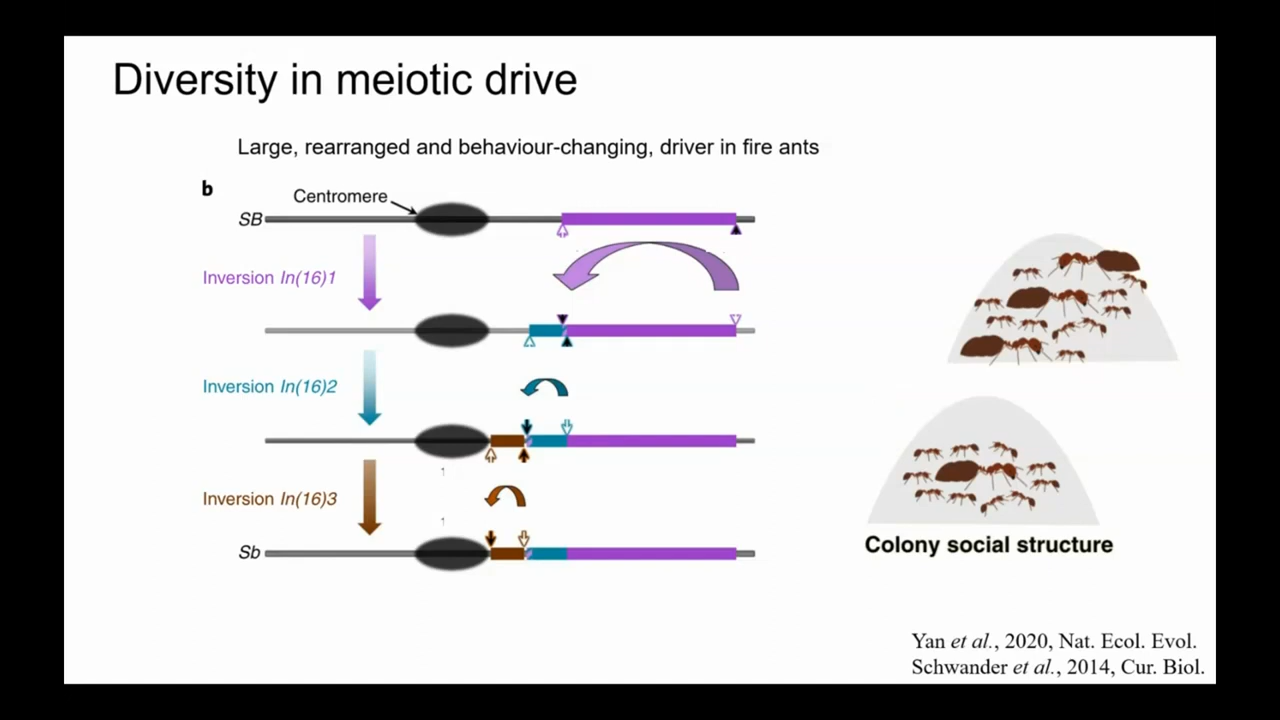 Diversity in meiotic drive
Large, rearranged and behaviour-changing, driver in fire ants
b
Centromere
SB
Inversion In(16)1
Inversion In(16)2
Inversion In(16)3
Sb
Colony social structure
Yan et al., 2020, Nat. Ecol. Evol.
Schwander et al., 2014, Cur. Biol.